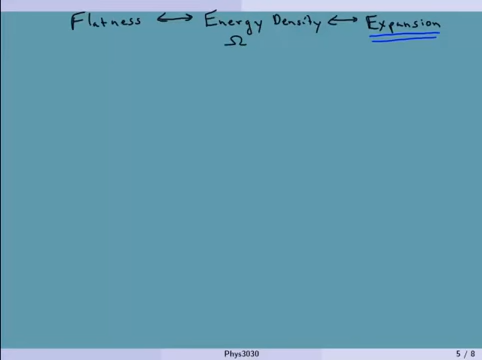 Flatness ⟷ Energy Density ⟷ Expansion
Ω
Phys3030
5 / 8